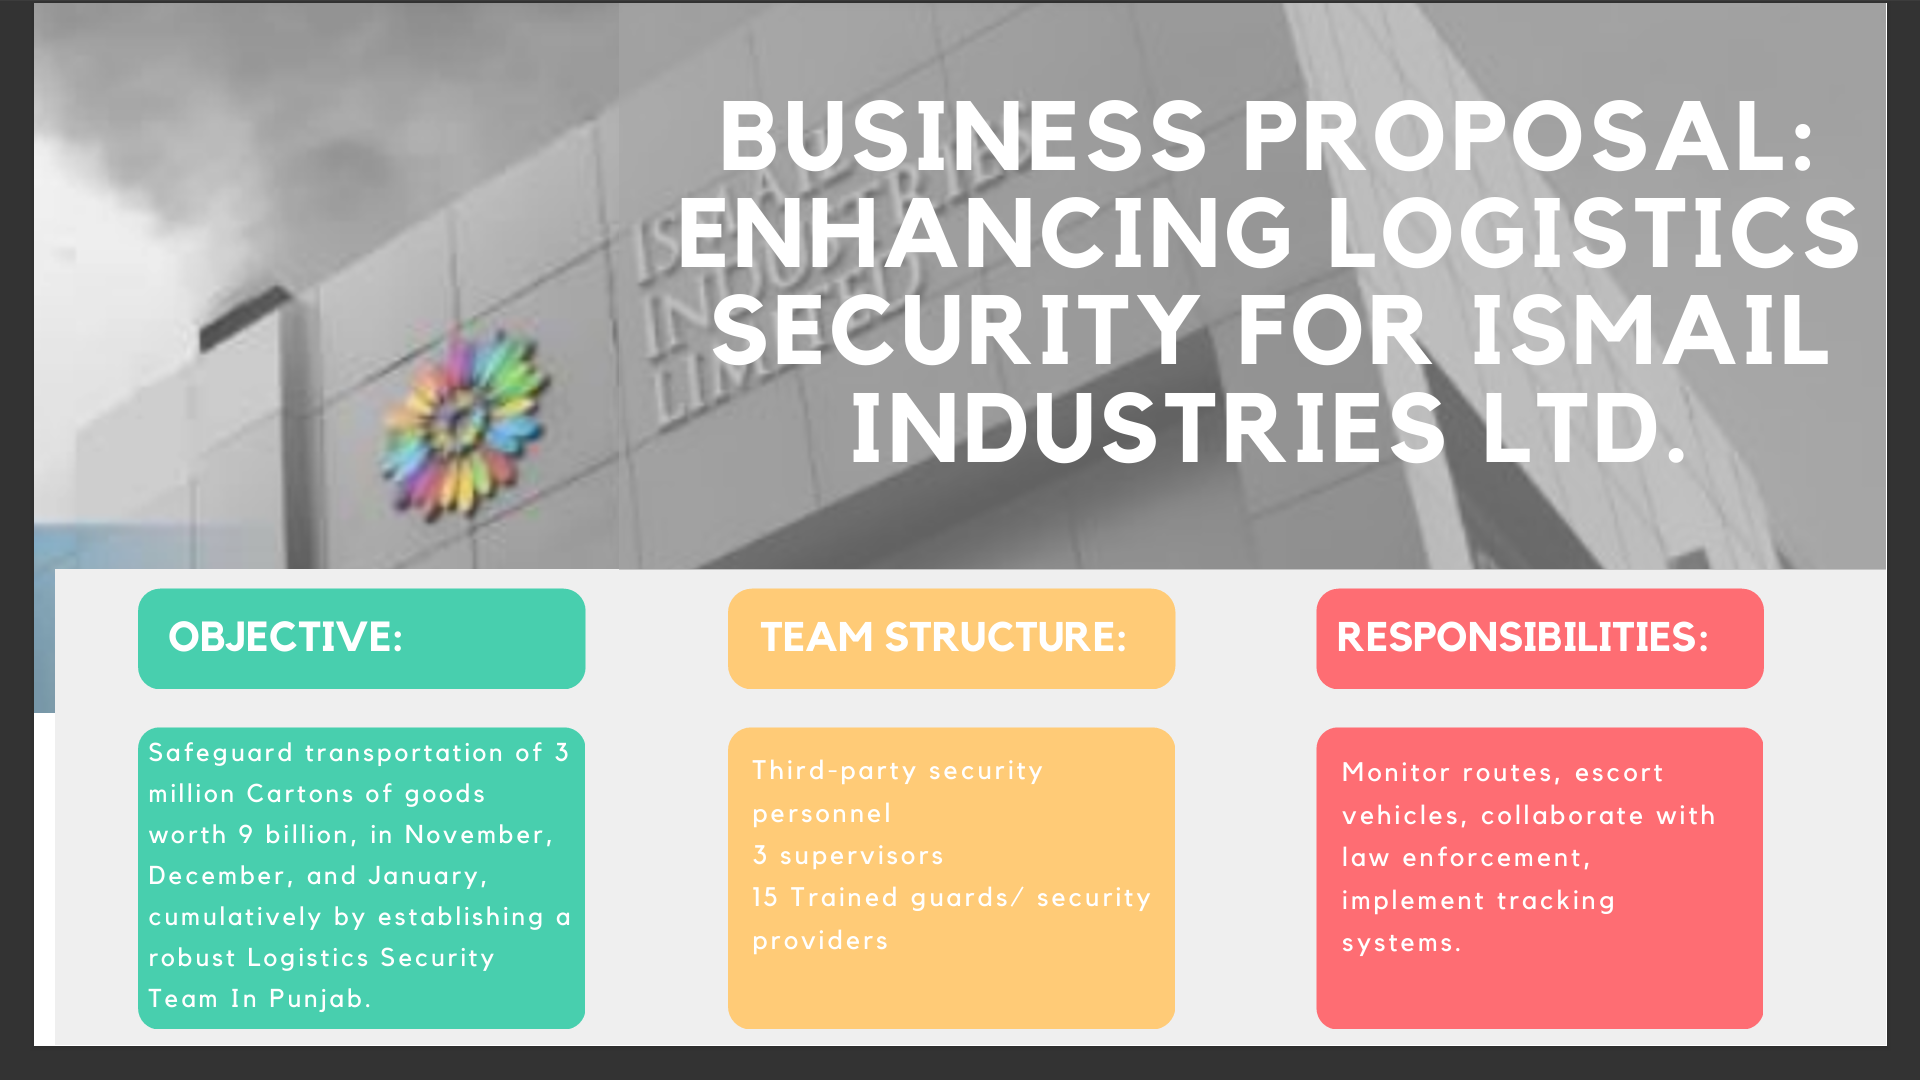 ISMAIL
INDUSTRIES
LIMITED
BUSINESS PROPOSAL:
ENHANCING LOGISTICS
SECURITY FOR ISMAIL
INDUSTRIES LTD.
OBJECTIVE:
Safeguard transportation of 3
million Cartons of goods
worth 9 billion, in November,
December, and January,
cumulatively by establishing a
robust Logistics Security
Team In Punjab.
TEAM STRUCTURE:
Third-party security
personnel
3 supervisors
15 Trained guards/ security
providers
RESPONSIBILITIES:
Monitor routes, escort
vehicles, collaborate with
law enforcement,
implement tracking
systems.